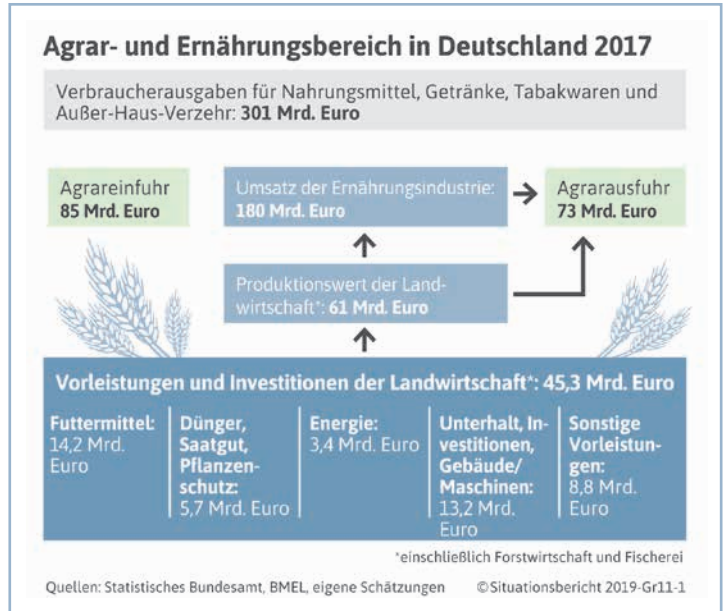 Agrar- und Ernährungsbereich in Deutschland 2017
Verbraucherausgaben für Nahrungsmittel, Getränke, Tabakwaren und
Außer-Haus-Verzehr: 301 Mrd. Euro
Agrareinfuhr
85 Mrd. Euro
Umsatz der Ernährungsindustrie:
180 Mrd. Euro
Agrarausfuhr
73 Mrd. Euro
Produktionswert der Land-
wirtschaft*: 61 Mrd. Euro
Vorleistungen und Investitionen der Landwirtschaft*: 45,3 Mrd. Euro
Futtermittel:
14,2 Mrd.
Euro
Dünger,
Saatgut,
Pflanzen-
schutz:
5,7 Mrd. Euro
Energie:
3,4 Mrd. Euro
Unterhalt, In-
vestitionen,
Gebäude/
Maschinen:
13,2 Mrd.
Euro
Sonstige
Vorleistun-
gen:
8,8 Mrd.
Euro
*einschließlich Forstwirtschaft und Fischerei
Quellen: Statistisches Bundesamt, BMEL, eigene Schätzungen © Situationsbericht 2019-Gr11-1